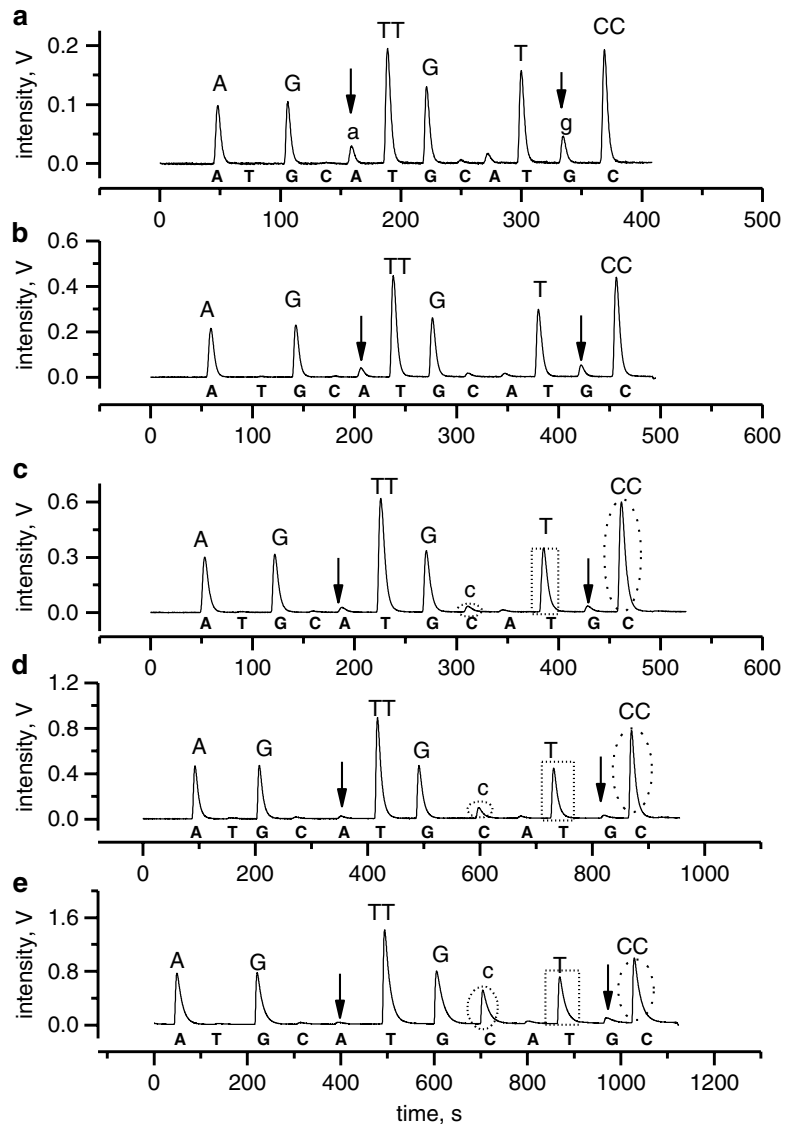 a
intensity, V
0.2
0.1
0.0
A
G
a
TT
G
T
g
CC
A T G C A T G C A T G C
0 100 200 300 400 500
b
intensity, V
0.6
0.4
0.2
0.0
A
G
TT
G
T
CC
A T G C A T G C A T G C
0 100 200 300 400 500 600
c
intensity, V
0.6
0.3
0.0
A
G
TT
G
c
T
CC
A T G C A T G C A T G C
0 100 200 300 400 500 600
d
intensity, V
1.2
0.8
0.4
0.0
A
G
TT
G
c
T
CC
A T G C A T G C A T G C
0 200 400 600 800 1000
e
intensity, V
1.6
0.8
0.0
A
G
TT
G
c
T
CC
A T G C A T G C A T G C
0 200 400 600 800 1000 1200
time, s